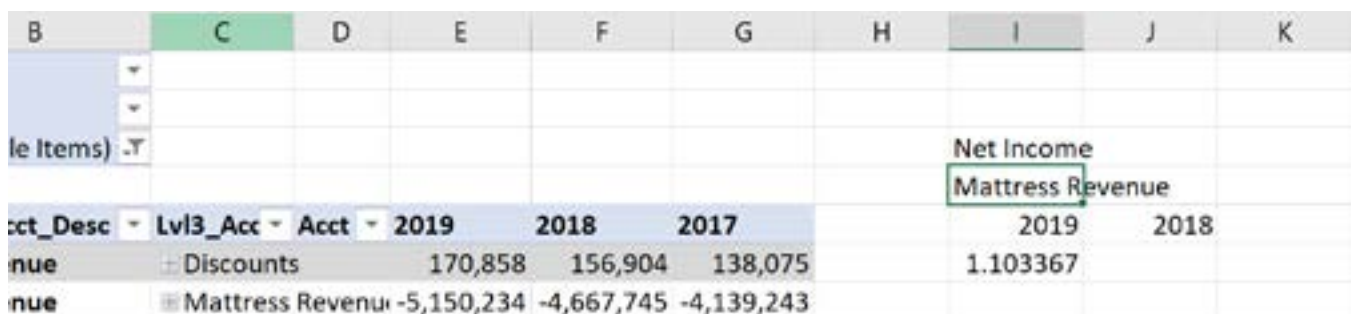 B C D E F G H I J K
le Items) Net Income
Mattress Revenue
cct_Desc Lvl3_Acc Acct 2019 2018 2017 2019 2018
nue Discounts 170,858 156,904 138,075 1.103367
nue Mattress Revenu -5,150,234 -4,667,745 -4,139,243